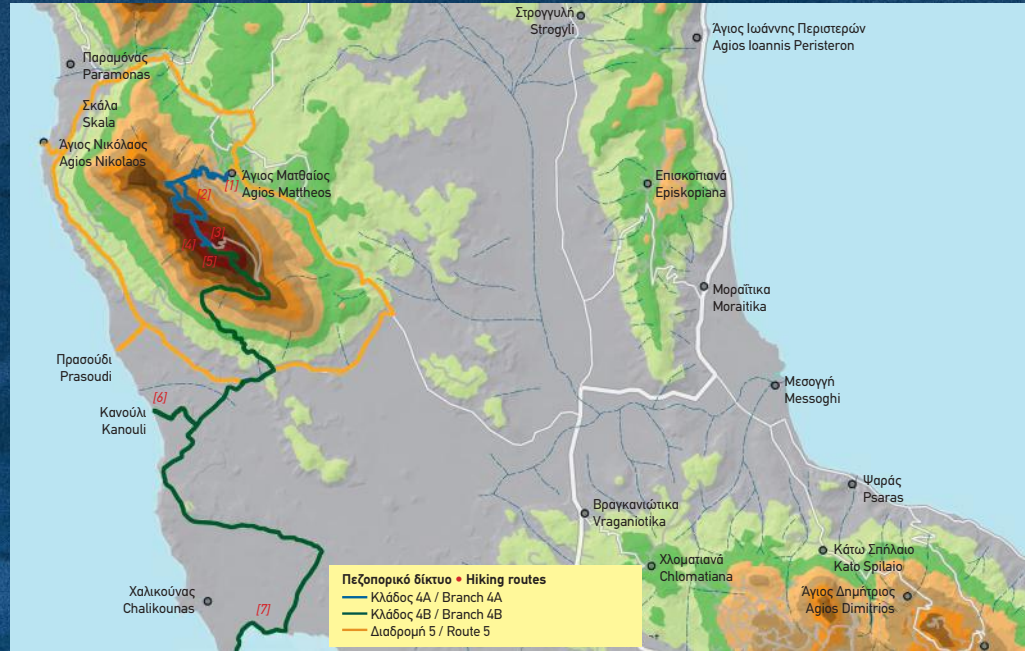 Στρογγυλή
Strogyli
Άγιος Ιωάννης Περιστερών
Agios Ioannis Peristeron
Παραμόνας
Paramonas
Σκάλα
Skala
Άγιος Νικόλαος
Agios Nikolaos
Άγιος Ματθαίος
Agios Mattheos
[1]
[2]
[3]
[4]
[5]
Επισκοπιανά
Episkopiana
Μοραΐτικα
Moraitika
Πρασούδι
Prasoudi
Μεσογγή
Messoghi
[6]
Κανούλι
Kanouli
Ψαράς
Psaras
Βραγκανιώτικα
Vraganiotika
Κάτω Σπήλαιο
Kato Spilaio
Χλοματιανά
Chlomatiana
Άγιος Δημήτριος
Agios Dimitrios
Χαλικούνας
Chalikounas
[7]
Πεζοπορικό δίκτυο • Hiking routes
Κλάδος 4Α / Branch 4A
Κλάδος 4Β / Branch 4B
Διαδρομή 5 / Route 5